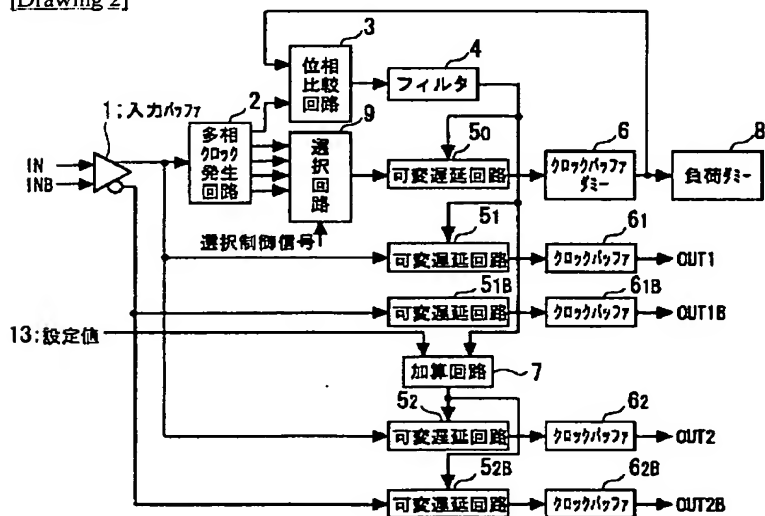 [Drawing 2]
3
位相
比較
回路
4
フィルタ
1:入力バッファ
2
多相
クロック
発生
回路
9
選
択
回
路
IN
INB
選択制御信号
50
可変遅延回路
6
クロックバッファ
ダミー
8
負荷ダミー
51
可変遅延回路
61
クロックバッファ
OUT1
51B
可変遅延回路
61B
クロックバッファ
OUT1B
13:設定値
加算回路
7
52
可変遅延回路
62
クロックバッファ
OUT2
52B
可変遅延回路
62B
クロックバッファ
OUT2B